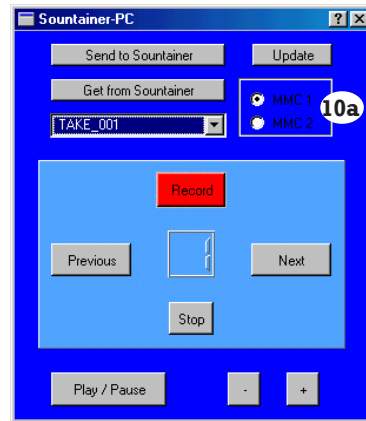 Sountainer-PC
Send to Sountainer
Update
Get from Sountainer
MMC 1
10a
TAKE_001
MMC 2
Record
Previous
1
Next
Stop
Play / Pause
-
+